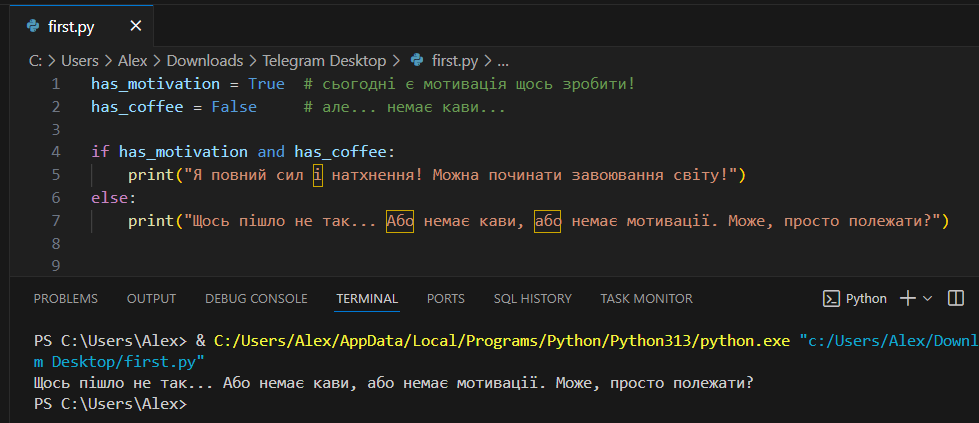 first.py
C: > Users > Alex > Downloads > Telegram Desktop > first.py > ...
1 has_motivation = True # сьогодні є мотивація щось зробити!
2 has_coffee = False # але... немає кави...
3
4 if has_motivation and has_coffee:
5 print("Я повний сил і натхнення! Можна починати завоювання світу!")
6 else:
7 print("Щось пішло не так... Або немає кави, або немає мотивації. Може, просто полежати?")
8
9
PROBLEMS OUTPUT DEBUG CONSOLE TERMINAL PORTS SQL HISTORY TASK MONITOR Python
PS C:\Users\Alex> & C:/Users/Alex/AppData/Local/Programs/Python/Python313/python.exe "c:/Users/Alex/Downl
m Desktop/first.py"
Щось пішло не так... Або немає кави, або немає мотивації. Може, просто полежати?
PS C:\Users\Alex>